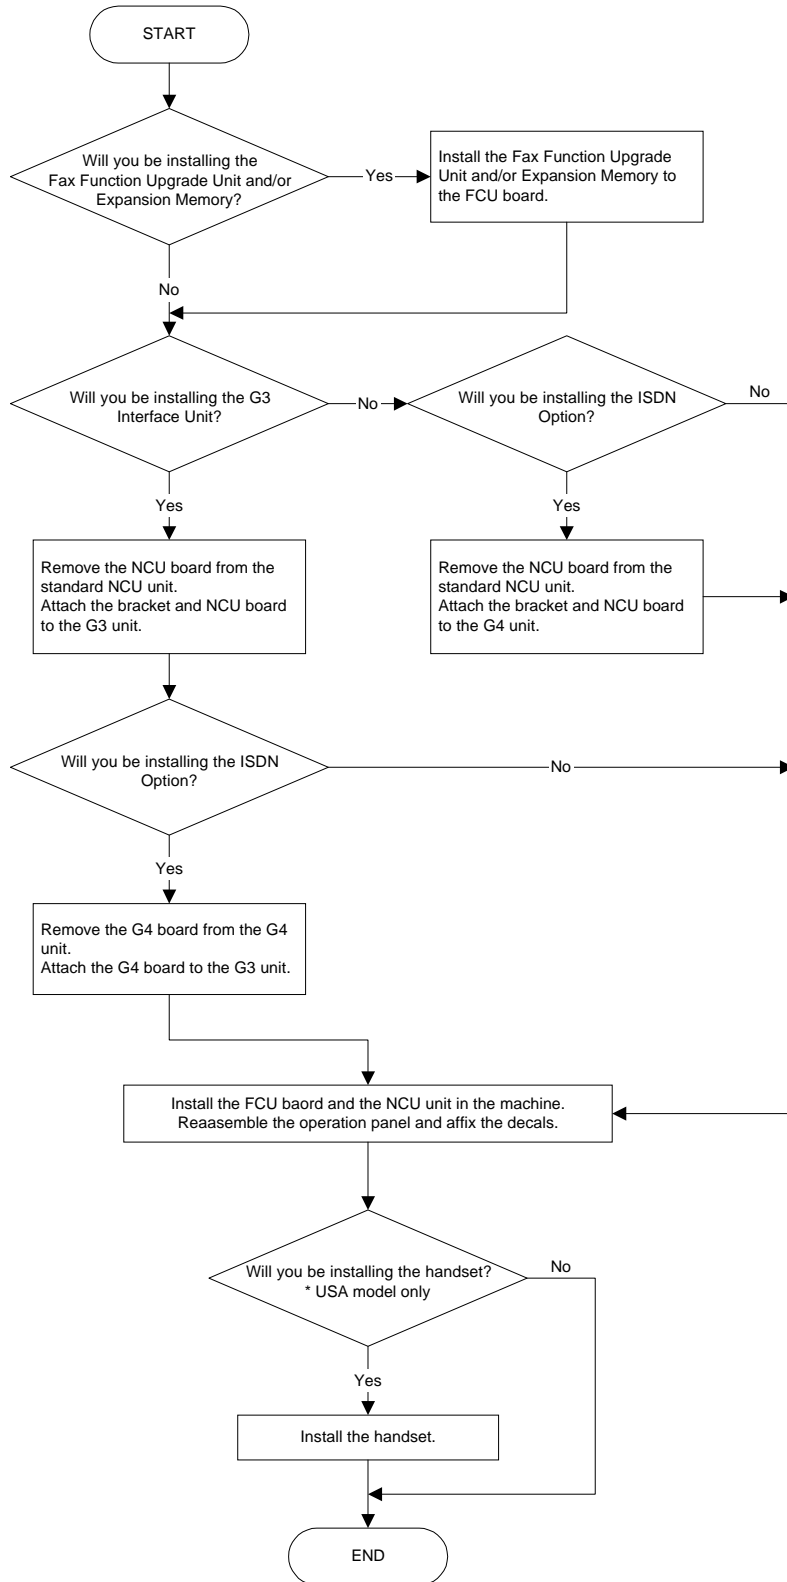 START
Will you be installing the
Fax Function Upgrade Unit and/or
Expansion Memory?
Yes
Install the Fax Function Upgrade
Unit and/or Expansion Memory to
the FCU board.
No
Will you be installing the G3
Interface Unit?
No
Will you be installing the ISDN
Option?
No
Yes
Yes
Remove the NCU board from the
standard NCU unit.
Attach the bracket and NCU board
to the G3 unit.
Remove the NCU board from the
standard NCU unit.
Attach the bracket and NCU board
to the G4 unit.
Will you be installing the ISDN
Option?
No
Yes
Remove the G4 board from the G4
unit.
Attach the G4 board to the G3 unit.
Install the FCU baord and the NCU unit in the machine.
Reaasemble the operation panel and affix the decals.
Will you be installing the handset?
* USA model only
No
Yes
Install the handset.
END